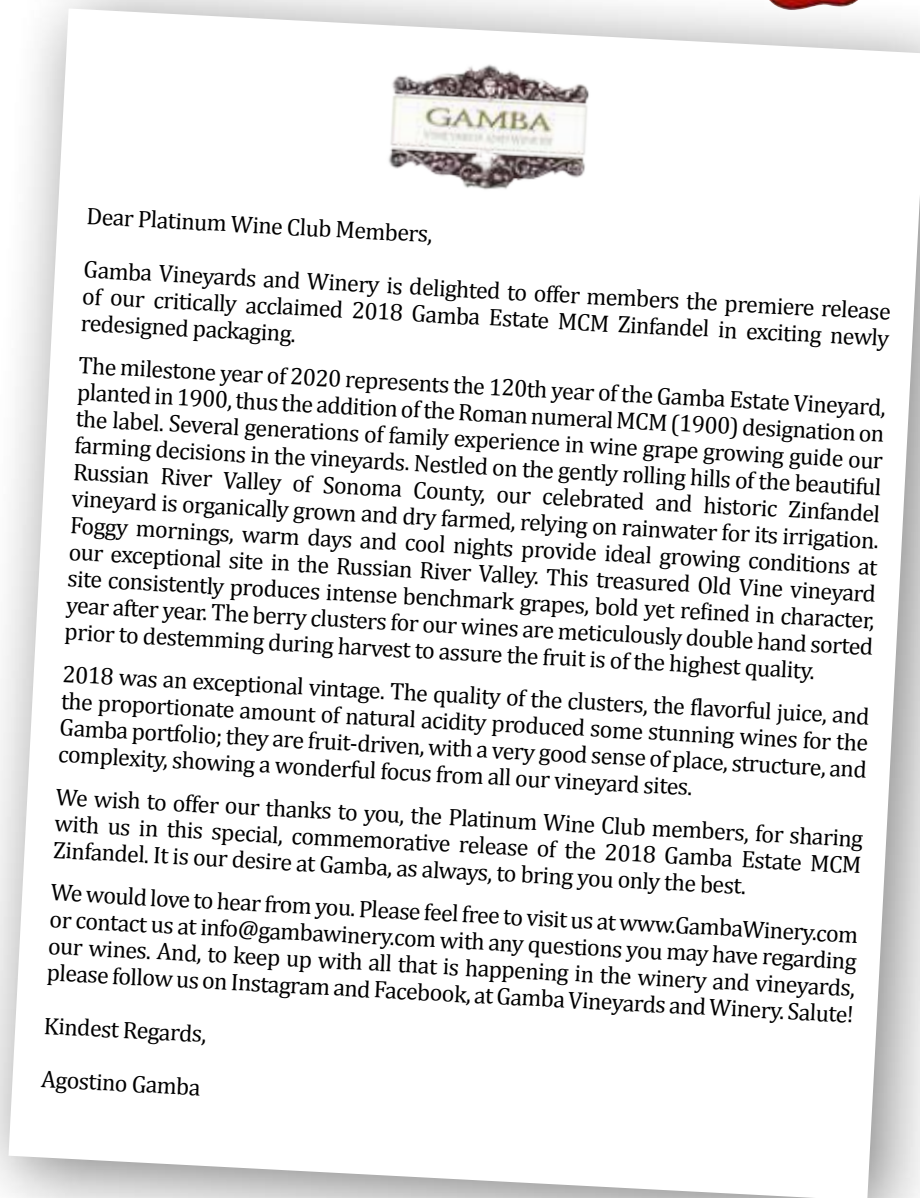 GAMBA
VINEYARDS AND WINERY
Dear Platinum Wine Club Members,
Gamba Vineyards and Winery is delighted to offer members the premiere release
of our critically acclaimed 2018 Gamba Estate MCM Zinfandel in exciting newly
redesigned packaging.
The milestone year of 2020 represents the 120th year of the Gamba Estate Vineyard,
planted in 1900, thus the addition of the Roman numeral MCM (1900) designation on
the label. Several generations of family experience in wine grape growing guide our
farming decisions in the vineyards. Nestled on the gently rolling hills of the beautiful
Russian River Valley of Sonoma County, our celebrated and historic Zinfandel
vineyard is organically grown and dry farmed, relying on rainwater for its irrigation.
Foggy mornings, warm days and cool nights provide ideal growing conditions at
our exceptional site in the Russian River Valley. This treasured Old Vine vineyard
site consistently produces intense benchmark grapes, bold yet refined in character,
year after year. The berry clusters for our wines are meticulously double hand sorted
prior to destemming during harvest to assure the fruit is of the highest quality.
2018 was an exceptional vintage. The quality of the clusters, the flavorful juice, and
the proportionate amount of natural acidity produced some stunning wines for the
Gamba portfolio; they are fruit-driven, with a very good sense of place, structure, and
complexity, showing a wonderful focus from all our vineyard sites.
We wish to offer our thanks to you, the Platinum Wine Club members, for sharing
with us in this special, commemorative release of the 2018 Gamba Estate MCM
Zinfandel. It is our desire at Gamba, as always, to bring you only the best.
We would love to hear from you. Please feel free to visit us at www.GambaWinery.com
or contact us at info@gambawinery.com with any questions you may have regarding
our wines. And, to keep up with all that is happening in the winery and vineyards,
please follow us on Instagram and Facebook, at Gamba Vineyards and Winery. Salute!
Kindest Regards,
Agostino Gamba